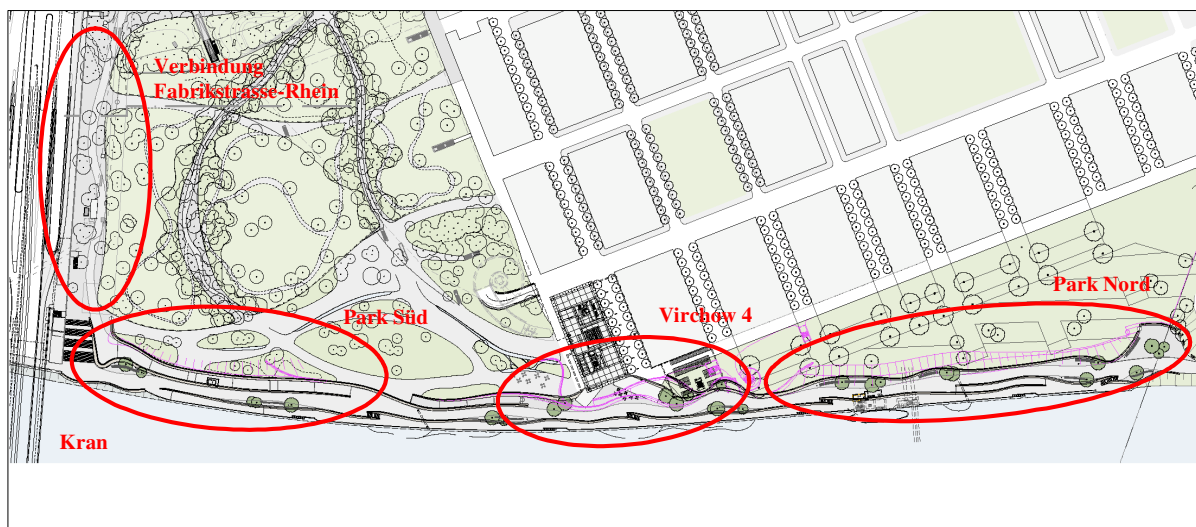 Verbindung
Fabrikstrasse-Rhein
Park Süd
Virchow 4
Park Nord
Kran